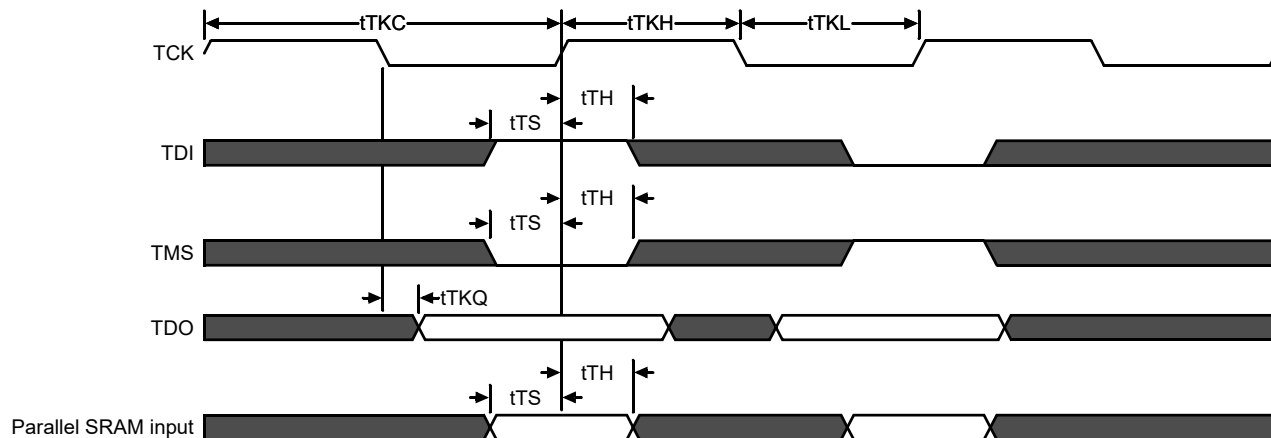 tTKC tTKH tTKL
TCK
tTH
tTS
TDI
tTH
tTS
TMS
tTKQ
TDO
tTH
tTS
Parallel SRAM input